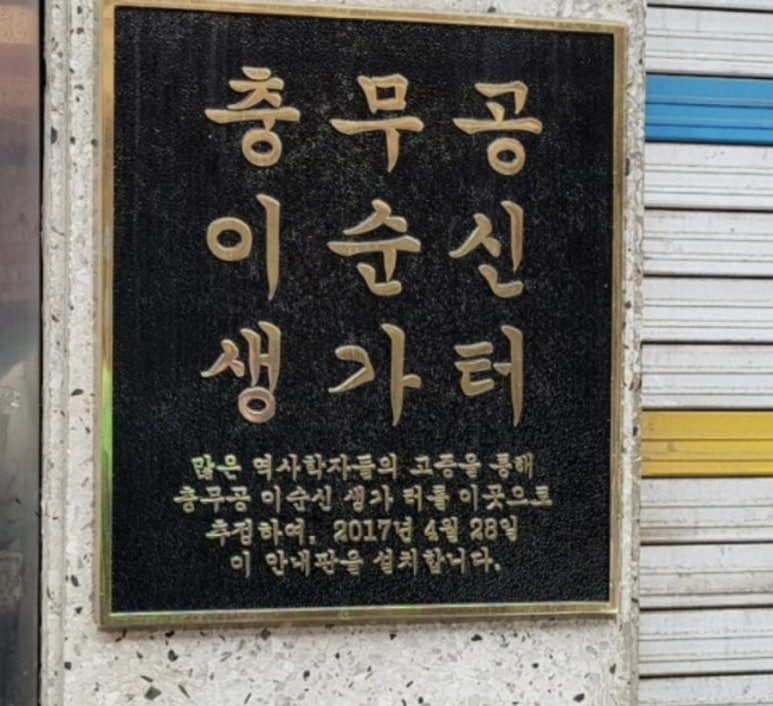 충무공
이순신
생가터
많은 역사학자들의 고증을 통해
충무공 이순신 생가 터를 이곳으로
추정하여, 2017년 4월 28일
이 안내판을 설치합니다.